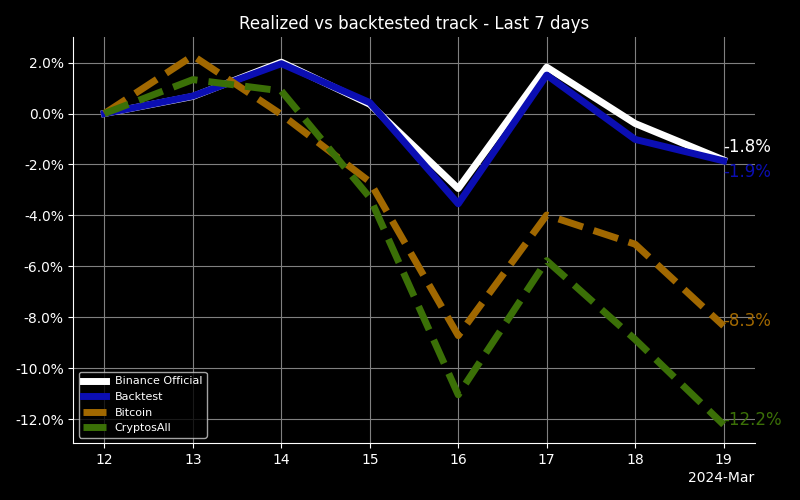 Realized vs backtested track - Last 7 days
2.0%
0.0%
-2.0%
-4.0%
-6.0%
-8.0%
-10.0%
-12.0%
-1.8%
-1.9%
-8.3%
-12.2%
Binance Official
Backtest
Bitcoin
CryptosAll
12 13 14 15 16 17 18 19
2024-Mar